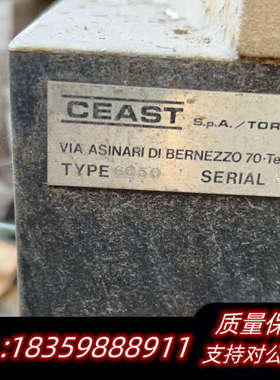 CEAST S.p.A./TOR
VIA ASINARI DI BERNEZZO 70·Te
TYPE SERIAL
质量保
:18359888911 支持对公